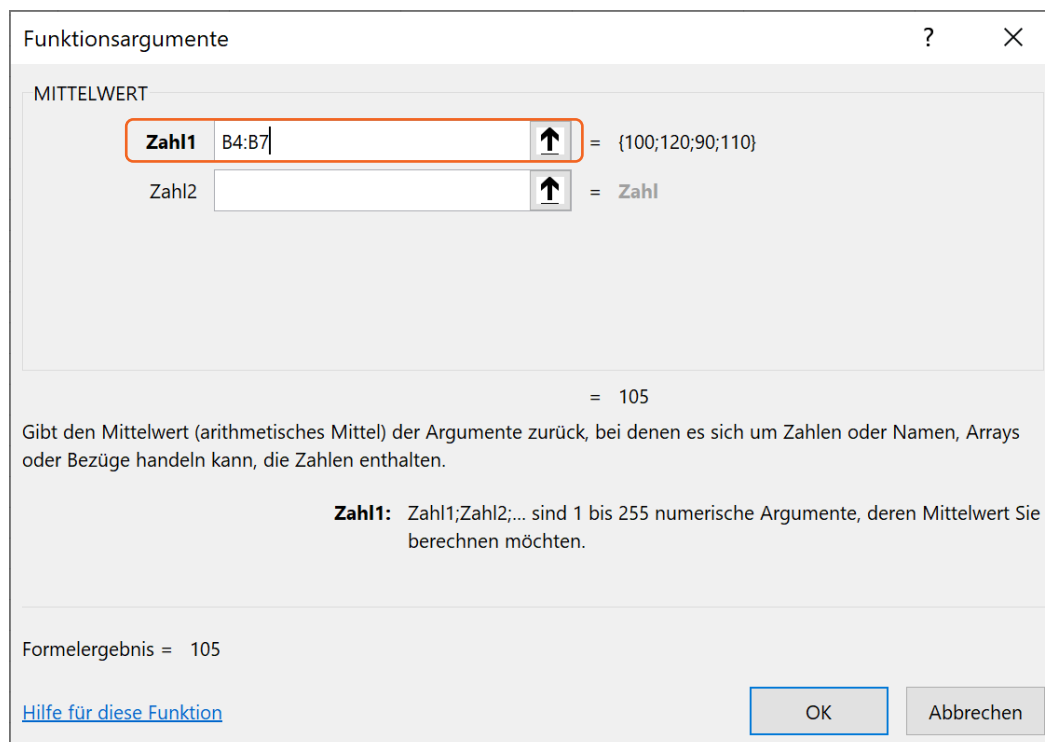 Funktionsargumente ? ×
MITTELWERT
Zahl1 B4:B7 = {100;120;90;110}
Zahl2 = Zahl
= 105
Gibt den Mittelwert (arithmetisches Mittel) der Argumente zurück, bei denen es sich um Zahlen oder Namen, Arrays
oder Bezüge handeln kann, die Zahlen enthalten.
Zahl1: Zahl1;Zahl2;... sind 1 bis 255 numerische Argumente, deren Mittelwert Sie
berechnen möchten.
Formelergebnis = 105
Hilfe für diese Funktion OK Abbrechen